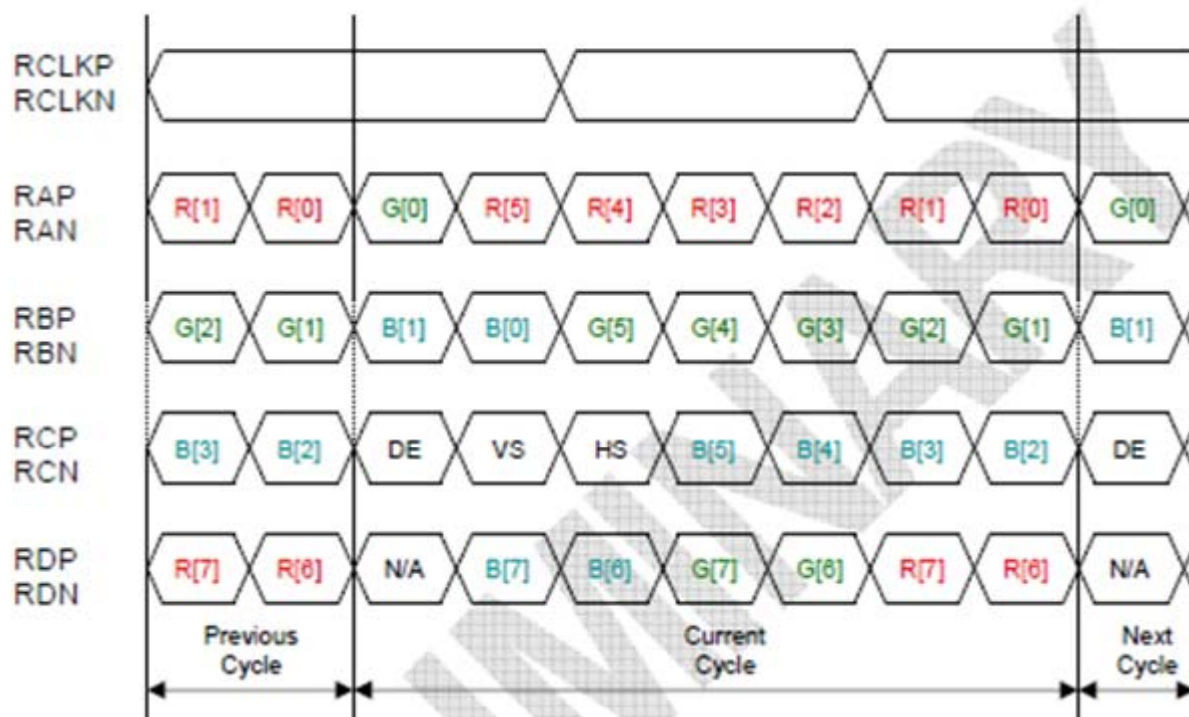 RCLKP
RCLKN
RAP
RAN
R[1] R[0] G[0] R[5] R[4] R[3] R[2] R[1] R[0] G[0]
RBP
RBN
G[2] G[1] B[1] B[0] G[5] G[4] G[3] G[2] G[1] B[1]
RCP
RCN
B[3] B[2] DE VS HS B[5] B[4] B[3] B[2] DE
RDP
RDN
R[7] R[6] N/A B[7] B[6] G[7] G[6] R[7] R[6] N/A
Previous
Cycle
Current
Cycle
Next
Cycle